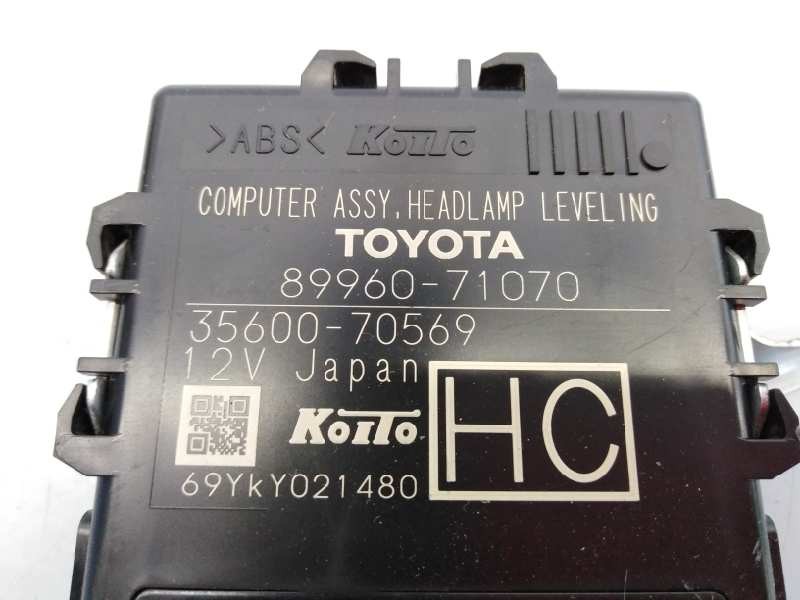 >ABS< KOITO
COMPUTER ASSY, HEADLAMP LEVELING
TOYOTA
89960-71070
35600-70569
12V Japan
KOITO
HC
69YkY021480